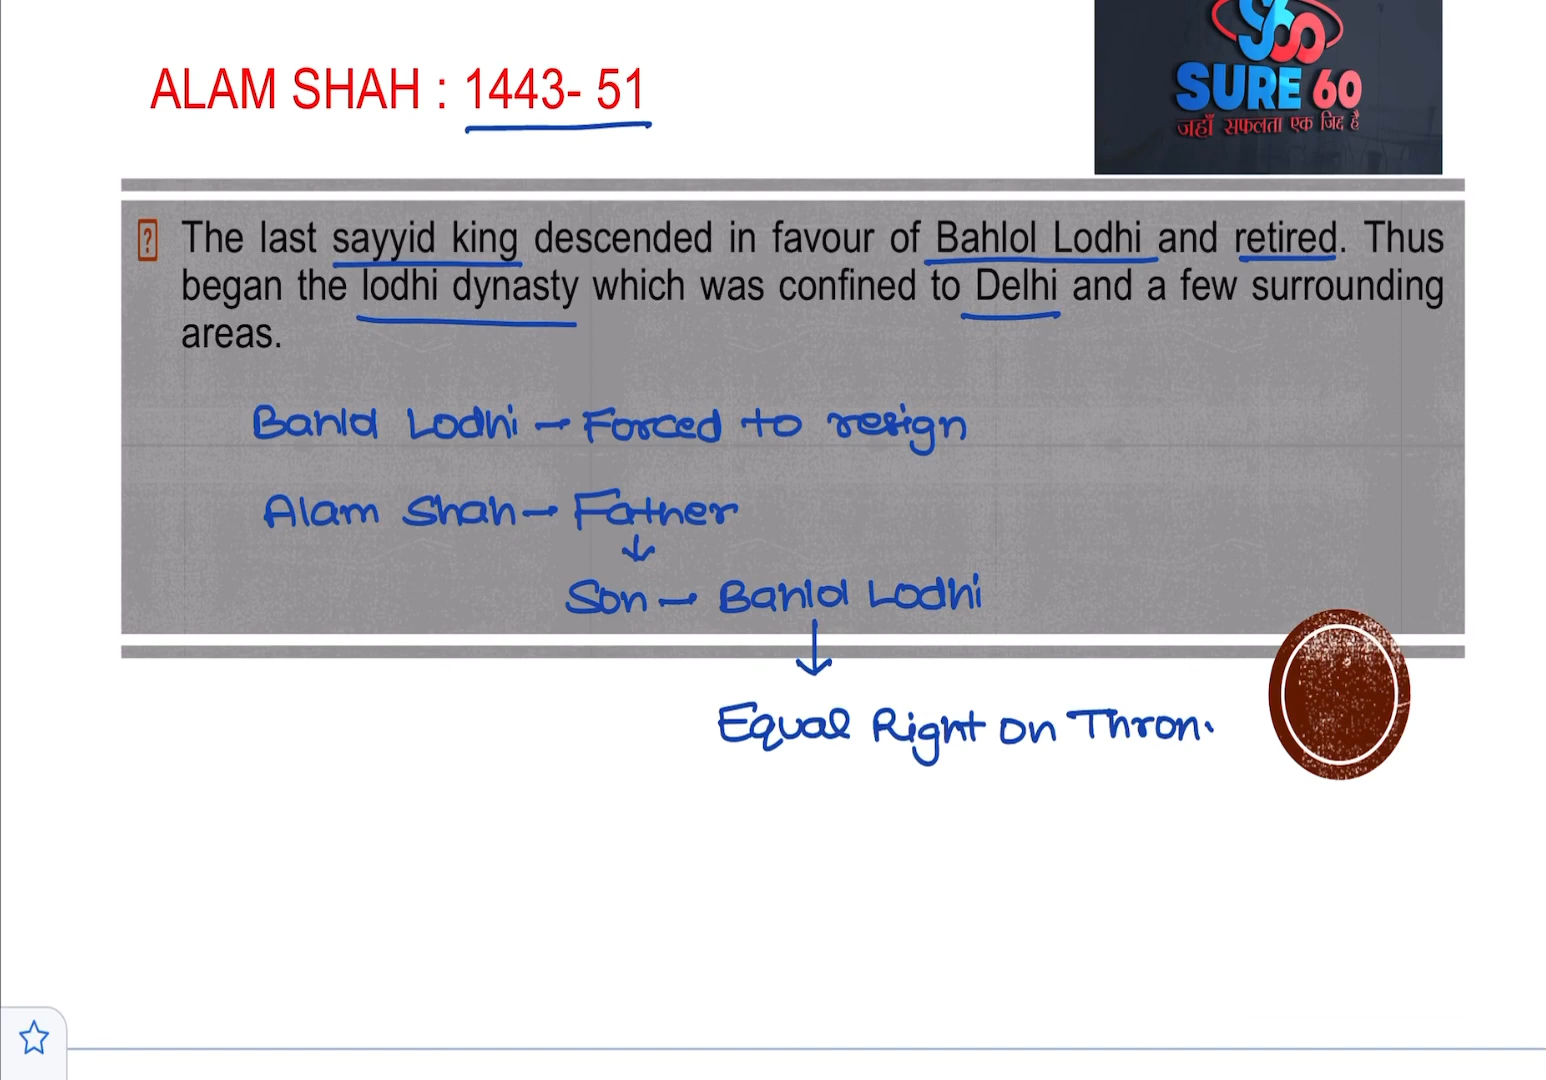 SURE 60
जहाँ सफलता एक जिद्द है
ALAM SHAH : 1443- 51
The last sayyid king descended in favour of Bahlol Lodhi and retired. Thus
began the lodhi dynasty which was confined to Delhi and a few surrounding
areas.
Bahlol Lodhi → Forced to resign
Alam Shah → Father
↓
Son → Bahlol Lodhi
↓
Equal Right on Thron